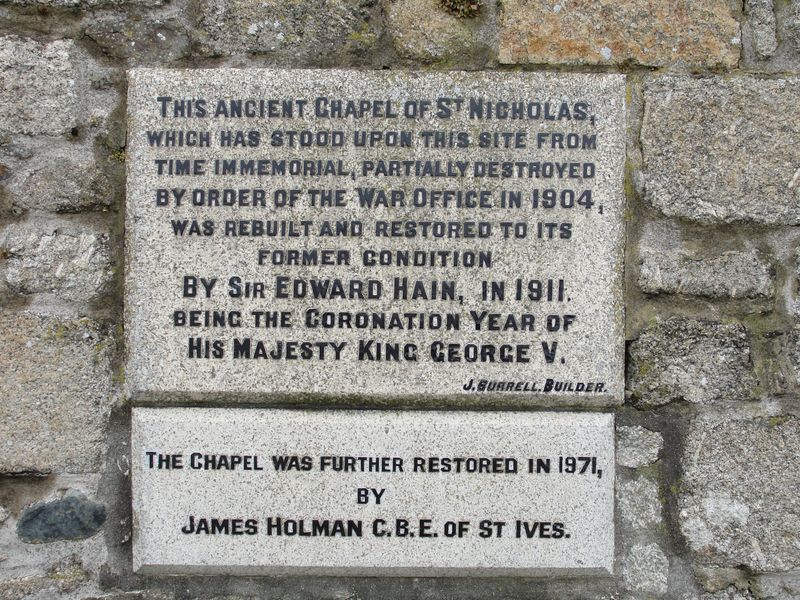 This ancient Chapel of St Nicholas,
which has stood upon this site from
time immemorial, partially destroyed
by order of the War Office in 1904,
was rebuilt and restored to its
former condition
By Sir Edward Hain, in 1911.
being the Coronation Year of
His Majesty King George V.
J. Burrell. Builder.
The Chapel was further restored in 1971,
by
James Holman C.B.E. of St Ives.